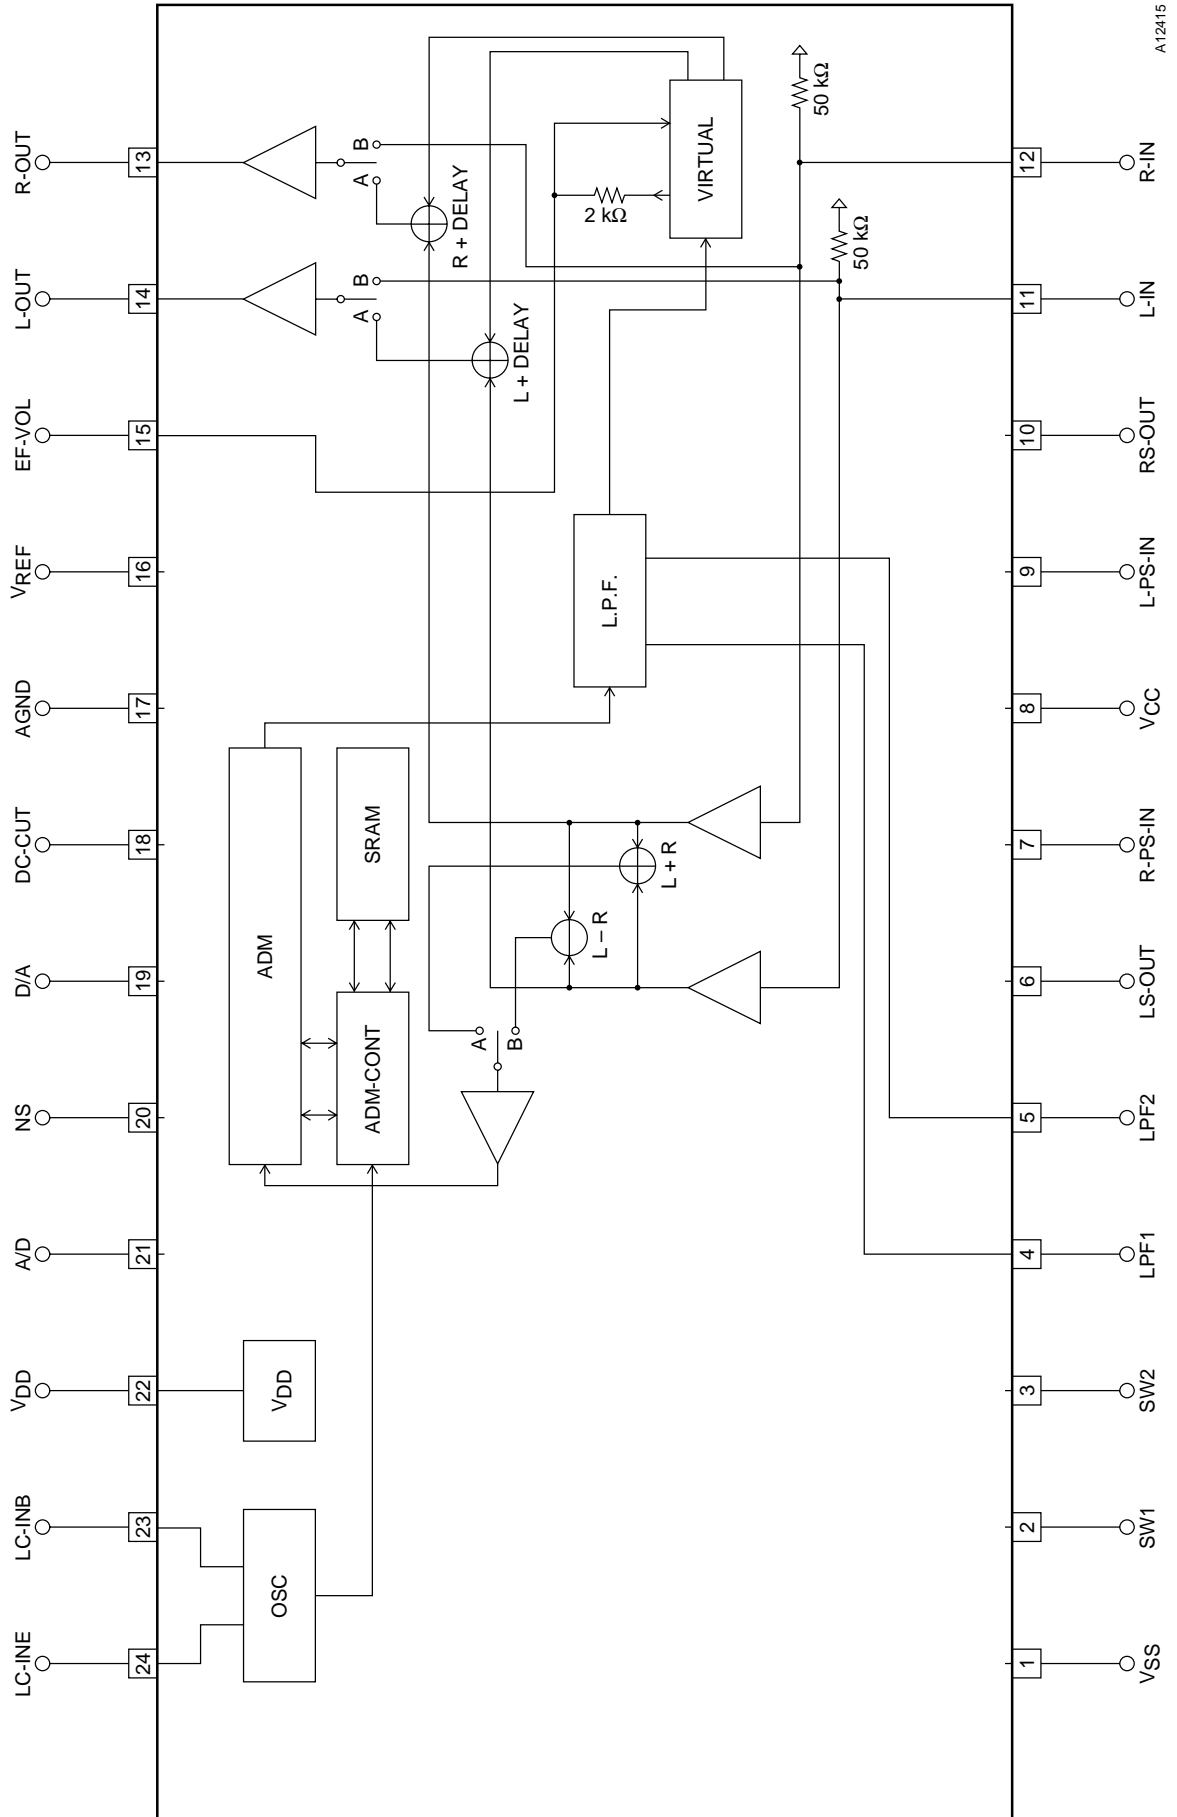 LC-INE
LC-INB
VDD
A/D
NS
D/A
DC-CUT
AGND
VREF
EF-VOL
L-OUT
R-OUT
24
23
22
21
20
19
18
17
16
15
14
13
OSC
VDD
ADM
ADM-CONT
SRAM
A
B
L – R
L + R
L.P.F.
A
B
L + DELAY
A
B
R + DELAY
2 kΩ
VIRTUAL
50 kΩ
50 kΩ
1
2
3
4
5
6
7
8
9
10
11
12
VSS
SW1
SW2
LPF1
LPF2
LS-OUT
R-PS-IN
VCC
L-PS-IN
RS-OUT
L-IN
R-IN
A12415